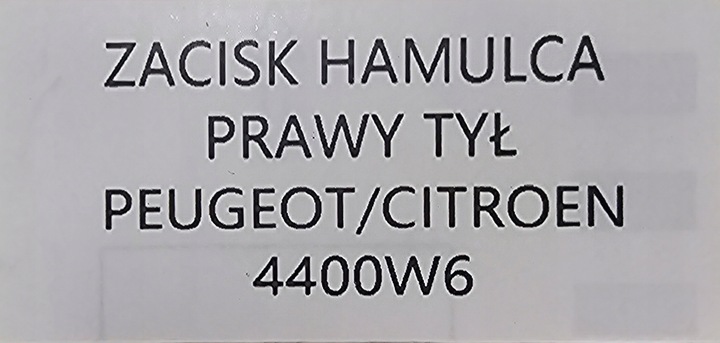 ZACISK HAMULCA
PRAWY TYŁ
PEUGEOT/CITROEN
4400W6